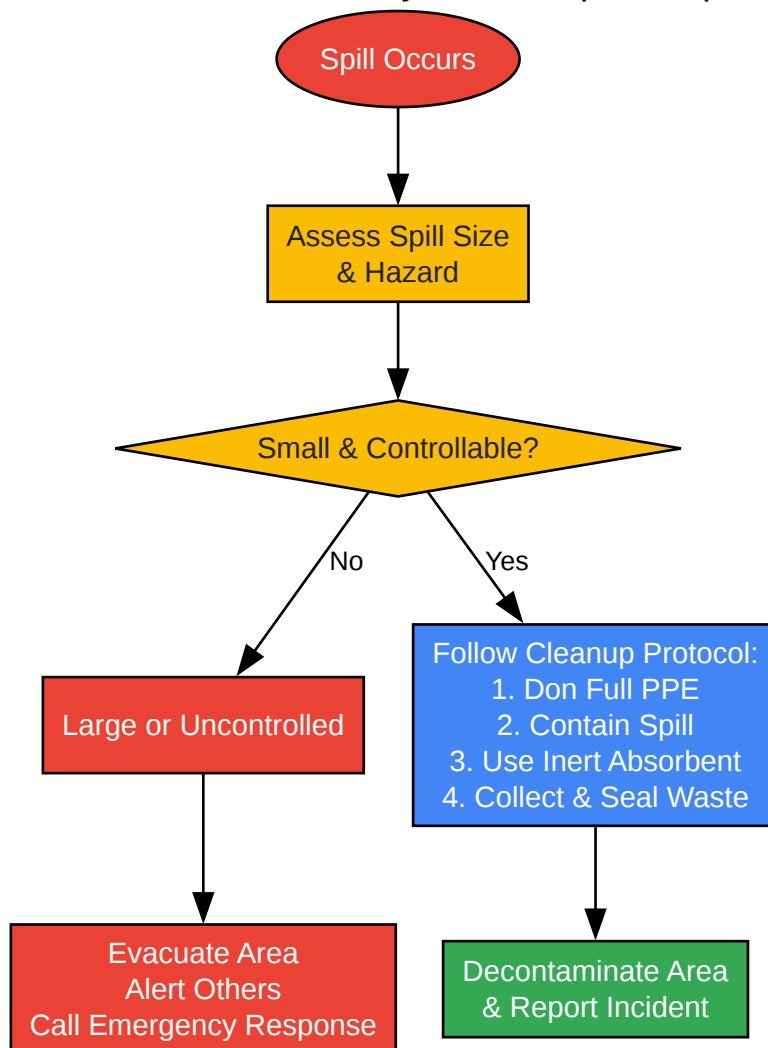 Spill Occurs
Assess Spill Size
& Hazard
Small & Controllable?
No
Yes
Follow Cleanup Protocol:
1. Don Full PPE
2. Contain Spill
3. Use Inert Absorbent
4. Collect & Seal Waste
Large or Uncontrolled
Evacuate Area
Alert Others
Call Emergency Response
Decontaminate Area
& Report Incident